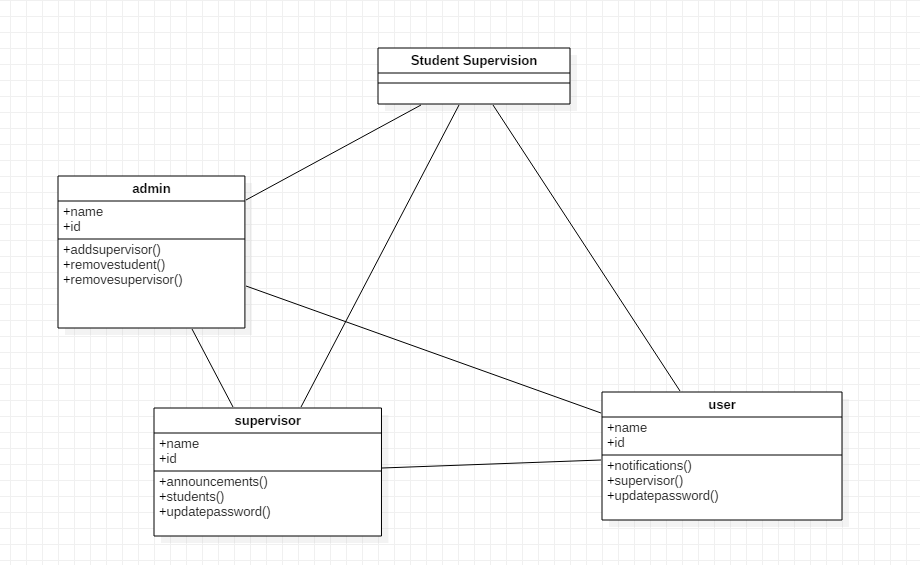 Student Supervision
admin
+name
+id
+addsupervisor()
+removestudent()
+removesupervisor()
supervisor
+name
+id
+announcements()
+students()
+updatepassword()
user
+name
+id
+notifications()
+supervisor()
+updatepassword()